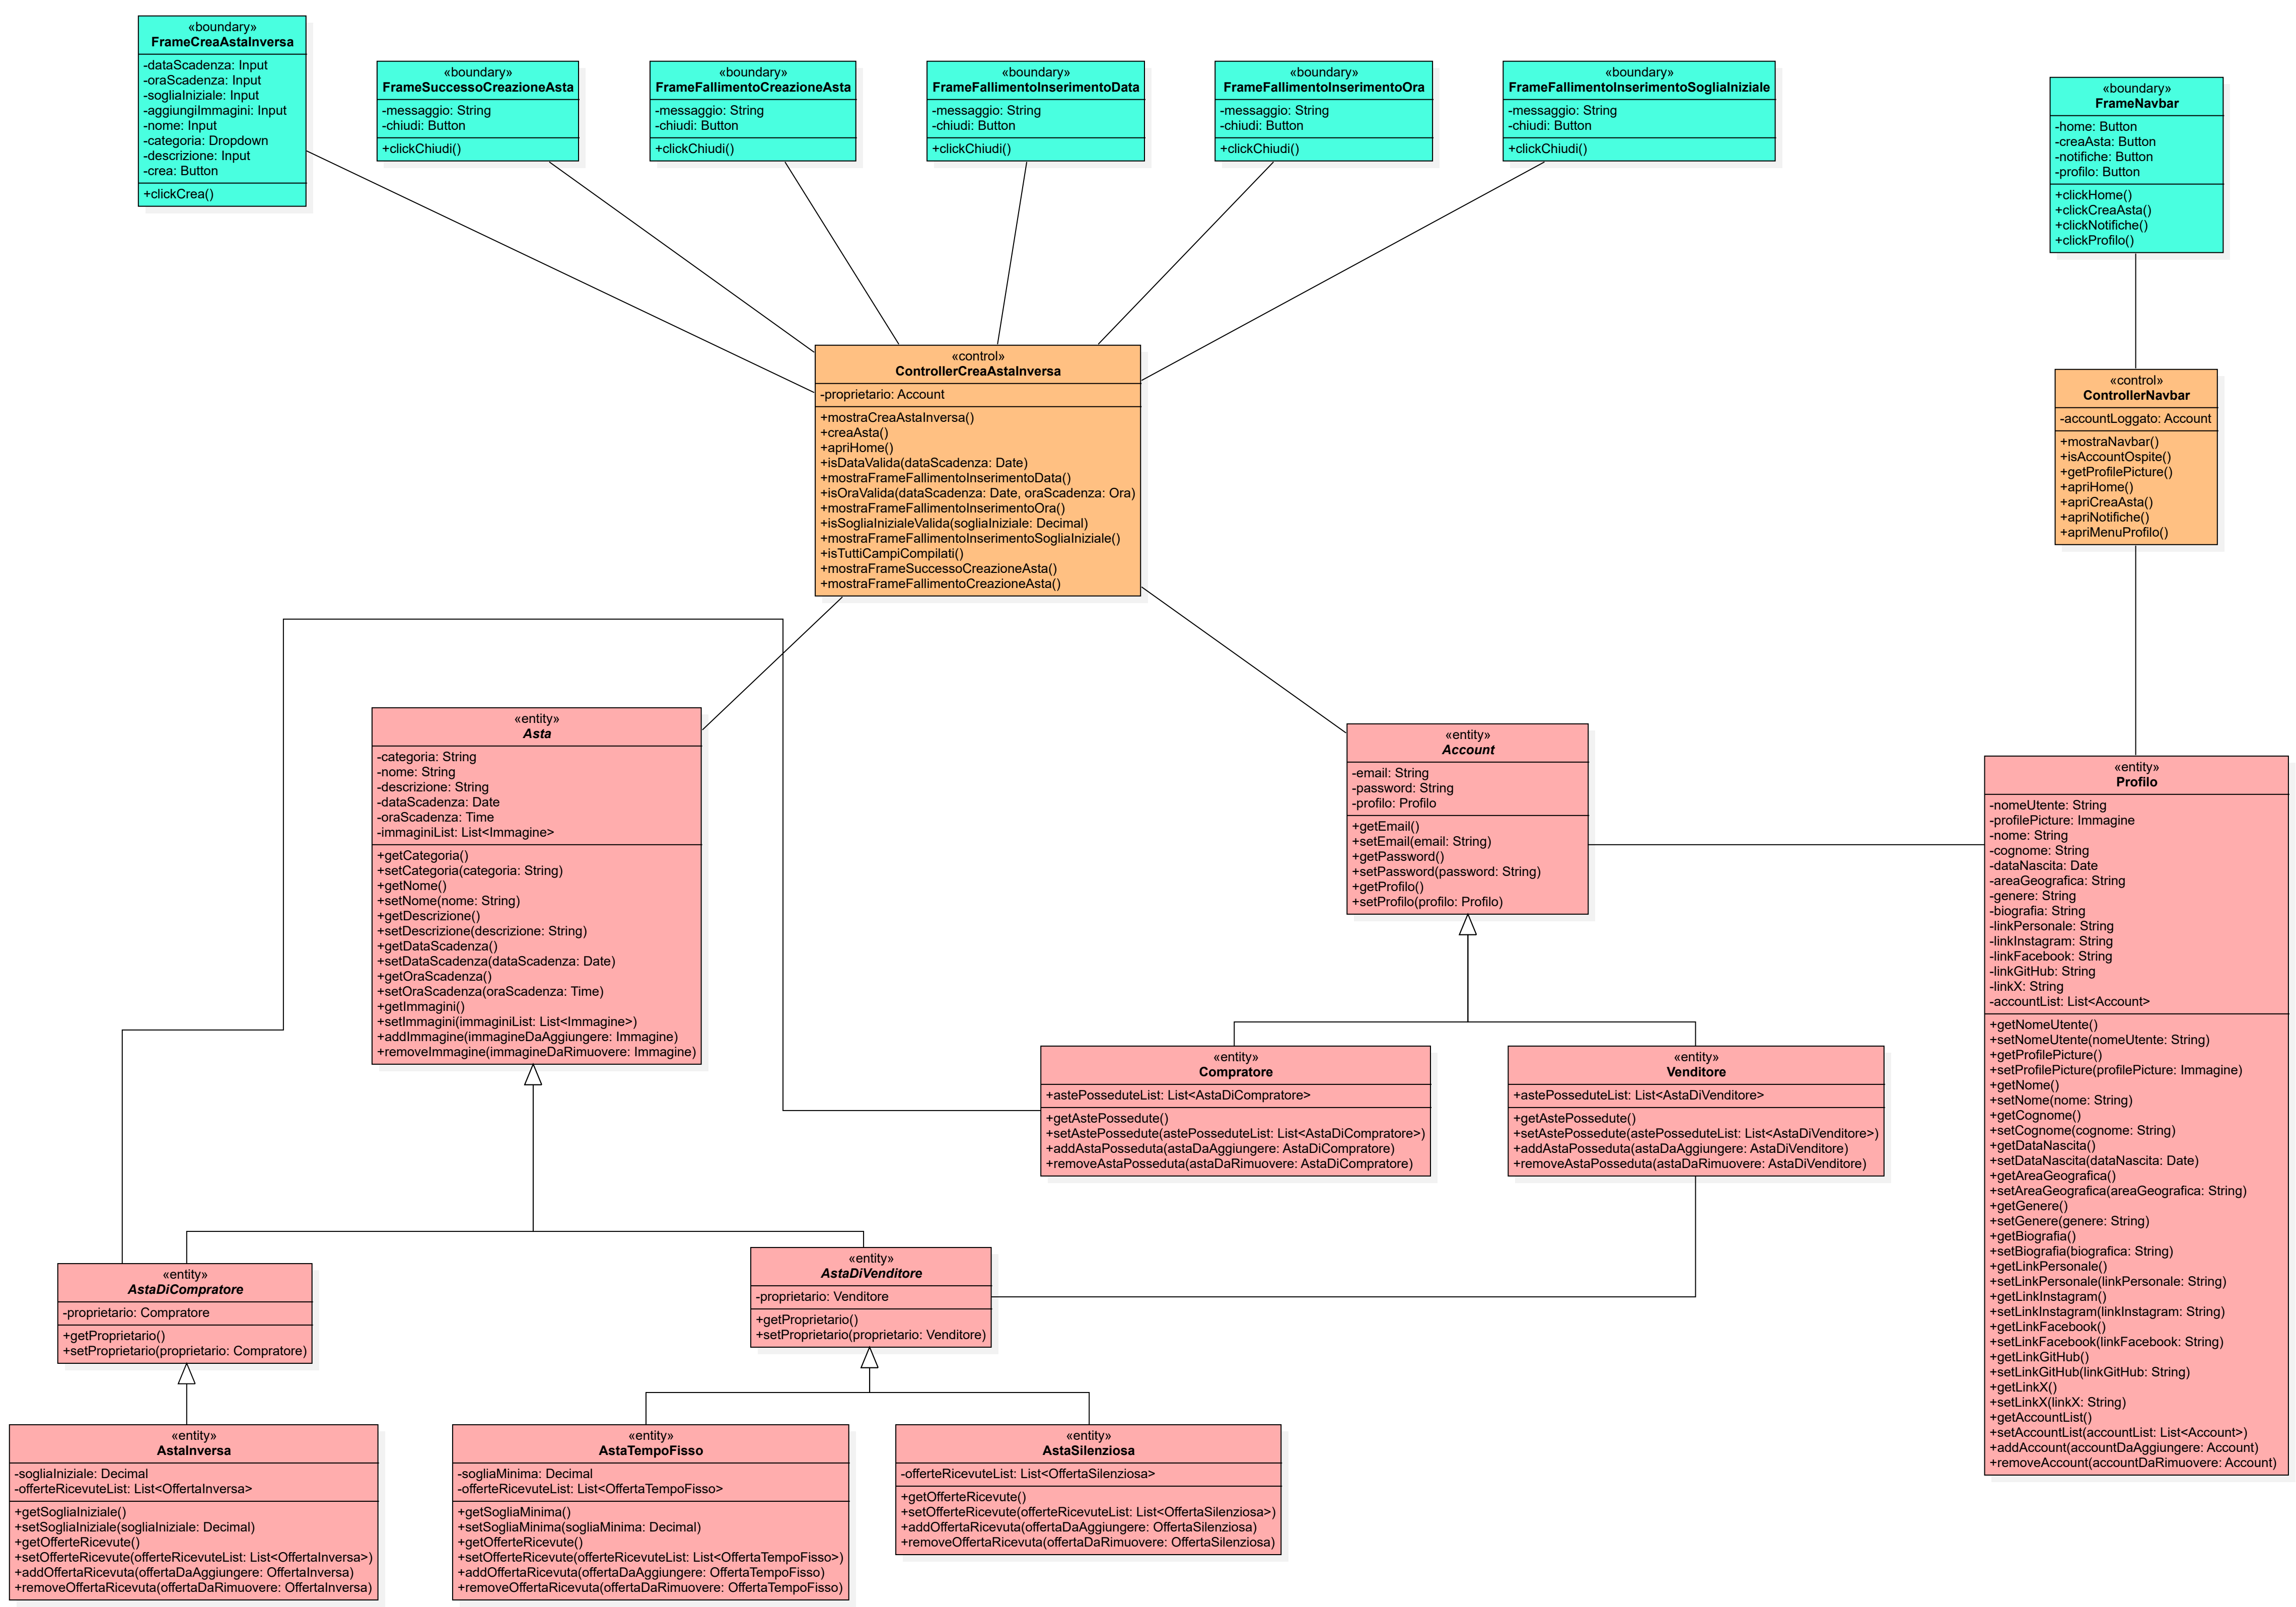 «boundary»
FrameCreaAstaInversa
-dataScadenza: Input
-oraScadenza: Input
-sogliaIniziale: Input
-aggiungiImmagini: Input
-nome: Input
-categoria: Dropdown
-descrizione: Input
-crea: Button
+clickCrea()
«boundary»
FrameSuccessoCreazioneAsta
-messaggio: String
-chiudi: Button
+clickChiudi()
«boundary»
FrameFallimentoCreazioneAsta
-messaggio: String
-chiudi: Button
+clickChiudi()
«boundary»
FrameFallimentoInserimentoData
-messaggio: String
-chiudi: Button
+clickChiudi()
«boundary»
FrameFallimentoInserimentoOra
-messaggio: String
-chiudi: Button
+clickChiudi()
«boundary»
FrameFallimentoInserimentoSogliaIniziale
-messaggio: String
-chiudi: Button
+clickChiudi()
«boundary»
FrameNavbar
-home: Button
-creaAsta: Button
-notifiche: Button
-profilo: Button
+clickHome()
+clickCreaAsta()
+clickNotifiche()
+clickProfilo()
«control»
ControllerCreaAstaInversa
-proprietario: Account
+mostraCreaAstaInversa()
+creaAsta()
+apriHome()
+isDataValida(dataScadenza: Date)
+mostraFrameFallimentoInserimentoData()
+isOraValida(dataScadenza: Date, oraScadenza: Ora)
+mostraFrameFallimentoInserimentoOra()
+isSogliaInizialeValida(sogliaIniziale: Decimal)
+mostraFrameFallimentoInserimentoSogliaIniziale()
+isTuttiCampiCompilati()
+mostraFrameSuccessoCreazioneAsta()
+mostraFrameFallimentoCreazioneAsta()
«control»
ControllerNavbar
-accountLoggato: Account
+mostraNavbar()
+isAccountOspite()
+getProfilePicture()
+apriHome()
+apriCreaAsta()
+apriNotifiche()
+apriMenuProfilo()
«entity»
Asta
-categoria: String
-nome: String
-descrizione: String
-dataScadenza: Date
-oraScadenza: Time
-immaginiList: List<Immagine>
+getCategoria()
+setCategoria(categoria: String)
+getNome()
+setNome(nome: String)
+getDescrizione()
+setDescrizione(descrizione: String)
+getDataScadenza()
+setDataScadenza(dataScadenza: Date)
+getOraScadenza()
+setOraScadenza(oraScadenza: Time)
+getImmagini()
+setImmagini(immaginiList: List<Immagine>)
+addImmagine(immagineDaAggiungere: Immagine)
+removeImmagine(immagineDaRimuovere: Immagine)
«entity»
Account
-email: String
-password: String
-profilo: Profilo
+getEmail()
+setEmail(email: String)
+getPassword()
+setPassword(password: String)
+getProfilo()
+setProfilo(profilo: Profilo)
«entity»
Profilo
-nomeUtente: String
-profilePicture: Immagine
-nome: String
-cognome: String
-dataNascita: Date
-areaGeografica: String
-genere: String
-biografia: String
-linkPersonale: String
-linkInstagram: String
-linkFacebook: String
-linkGitHub: String
-linkX: String
-accountList: List<Account>
+getNomeUtente()
+setNomeUtente(nomeUtente: String)
+getProfilePicture()
+setProfilePicture(profilePicture: Immagine)
+getNome()
+setNome(nome: String)
+getCognome()
+setCognome(cognome: String)
+getDataNascita()
+setDataNascita(dataNascita: Date)
+getAreaGeografica()
+setAreaGeografica(areaGeografica: String)
+getGenere()
+setGenere(genere: String)
+getBiografia()
+setBiografia(biografica: String)
+getLinkPersonale()
+setLinkPersonale(linkPersonale: String)
+getLinkInstagram()
+setLinkInstagram(linkInstagram: String)
+getLinkFacebook()
+setLinkFacebook(linkFacebook: String)
+getLinkGitHub()
+setLinkGitHub(linkGitHub: String)
+getLinkX()
+setLinkX(linkX: String)
+getAccountList()
+setAccountList(accountList: List<Account>)
+addAccount(accountDaAggiungere: Account)
+removeAccount(accountDaRimuovere: Account)
«entity»
Compratore
+astePosseduteList: List<AstaDiCompratore>
+getAstePossedute()
+setAstePossedute(astePosseduteList: List<AstaDiCompratore>)
+addAstaPosseduta(astaDaAggiungere: AstaDiCompratore)
+removeAstaPosseduta(astaDaRimuovere: AstaDiCompratore)
«entity»
Venditore
+astePosseduteList: List<AstaDiVenditore>
+getAstePossedute()
+setAstePossedute(astePosseduteList: List<AstaDiVenditore>)
+addAstaPosseduta(astaDaAggiungere: AstaDiVenditore)
+removeAstaPosseduta(astaDaRimuovere: AstaDiVenditore)
«entity»
AstaDiCompratore
-proprietario: Compratore
+getProprietario()
+setProprietario(proprietario: Compratore)
«entity»
AstaDiVenditore
-proprietario: Venditore
+getProprietario()
+setProprietario(proprietario: Venditore)
«entity»
AstaInversa
-sogliaIniziale: Decimal
-offerteRicevuteList: List<OffertaInversa>
+getSogliaIniziale()
+setSogliaIniziale(sogliaIniziale: Decimal)
+getOfferteRicevute()
+setOfferteRicevute(offerteRicevuteList: List<OffertaInversa>)
+addOffertaRicevuta(offertaDaAggiungere: OffertaInversa)
+removeOffertaRicevuta(offertaDaRimuovere: OffertaInversa)
«entity»
AstaTempoFisso
-sogliaMinima: Decimal
-offerteRicevuteList: List<OffertaTempoFisso>
+getSogliaMinima()
+setSogliaMinima(sogliaMinima: Decimal)
+getOfferteRicevute()
+setOfferteRicevute(offerteRicevuteList: List<OffertaTempoFisso>)
+addOffertaRicevuta(offertaDaAggiungere: OffertaTempoFisso)
+removeOffertaRicevuta(offertaDaRimuovere: OffertaTempoFisso)
«entity»
AstaSilenziosa
-offerteRicevuteList: List<OffertaSilenziosa>
+getOfferteRicevute()
+setOfferteRicevute(offerteRicevuteList: List<OffertaSilenziosa>)
+addOffertaRicevuta(offertaDaAggiungere: OffertaSilenziosa)
+removeOffertaRicevuta(offertaDaRimuovere: OffertaSilenziosa)